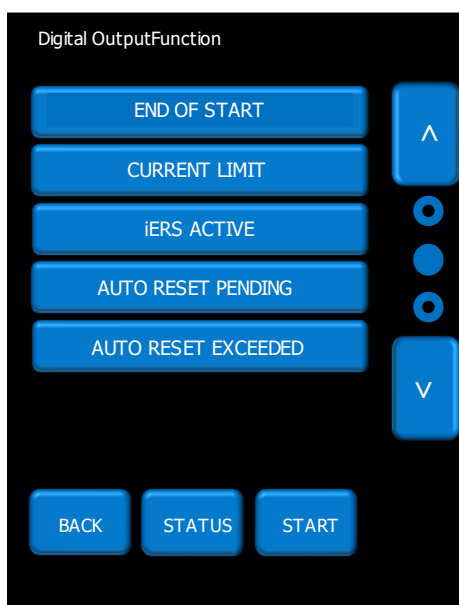 Digital OutputFunction
END OF START
CURRENT LIMIT
iERS ACTIVE
AUTO RESET PENDING
AUTO RESET EXCEEDED
BACK STATUS START